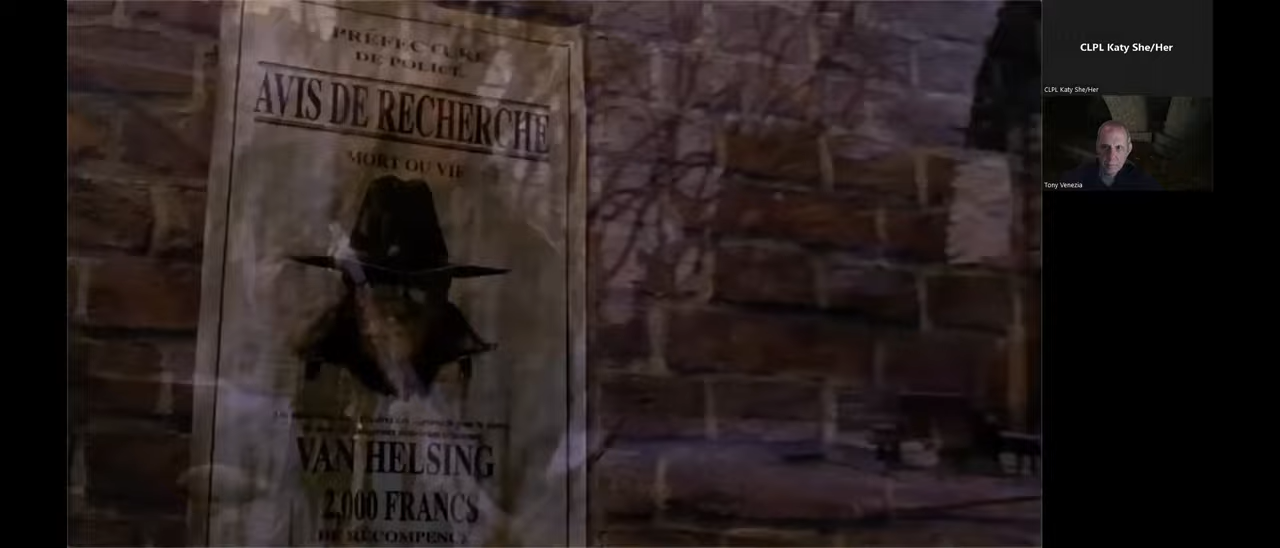 PREFECTURE
DE POLICE
AVIS DE RECHERCHE
MORT OU VIF
VAN HELSING
2,000 FRANCS
DE RÉCOMPENSE
CLPL Katy She/Her
CLPL Katy She/Her
Tony Venezia